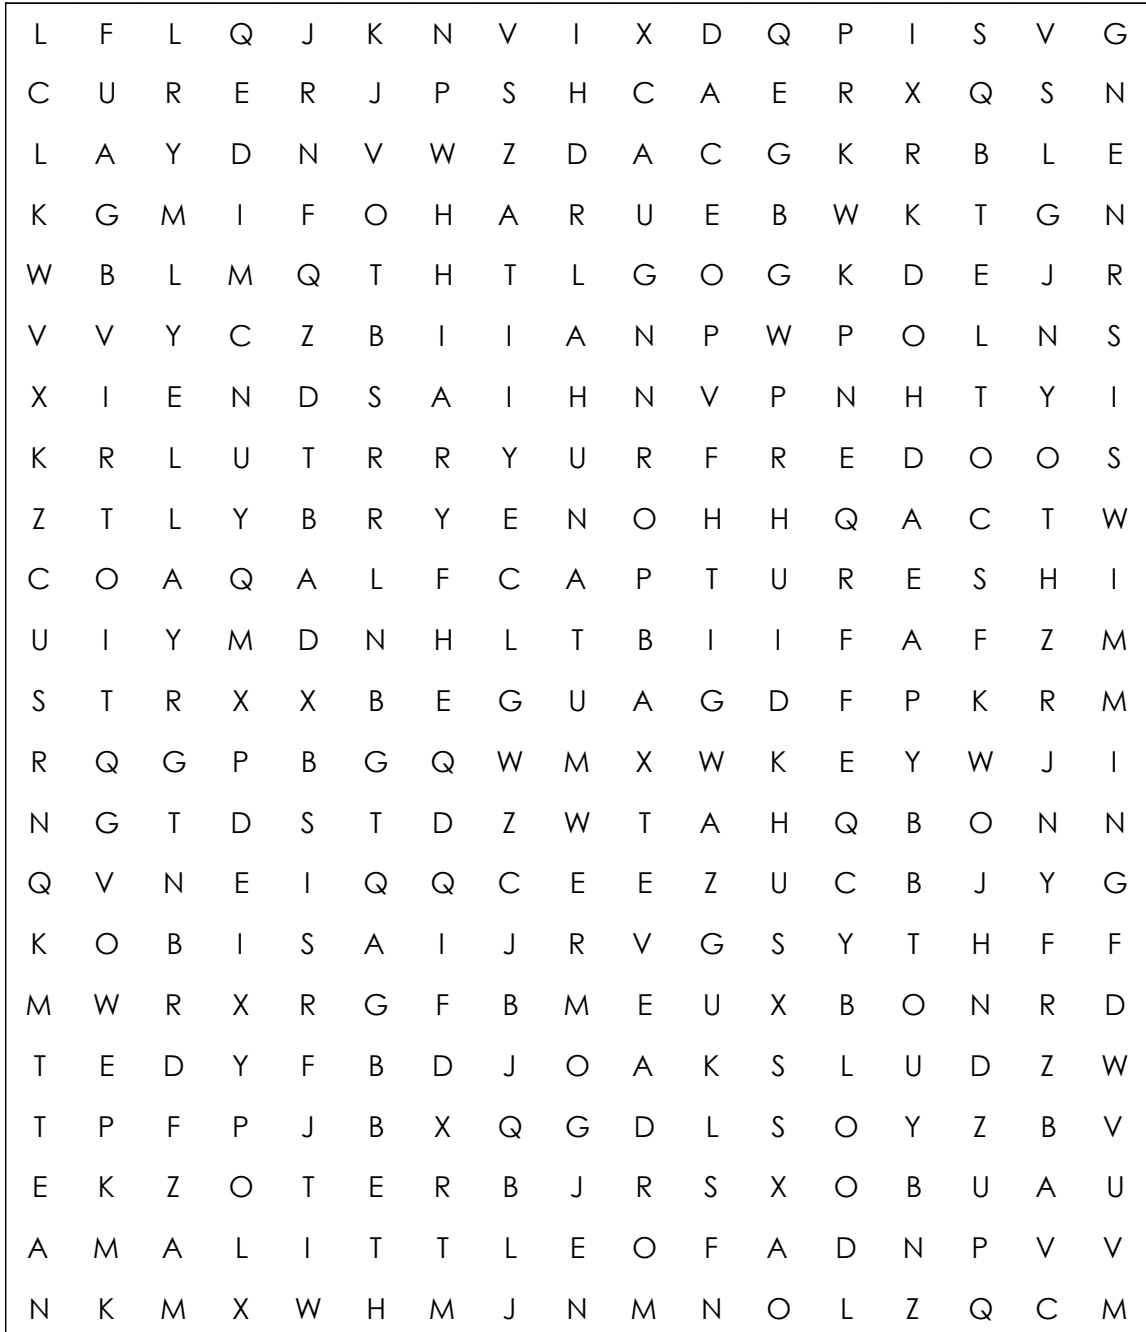 L F L Q J K N V I X D Q P I S V G
C U R E R J P S H C A E R X Q S N
L A Y D N V W Z D A C G K R B L E
K G M I F O H A R U E B W K T G N
W B L M Q T H T L G O G K D E J R
V V Y C Z B I I A N P W P O L N S
X I E N D S A I H N V P N H T Y I
K R L U T R R Y U R F R E D O O S
Z T L Y B R Y E N O H H Q A C T W
C O A Q A L F C A P T U R E S H I
U I Y M D N H L T B I I F A F Z M
S T R X X B E G U A G D F P K R M
R Q G P B G Q W M X W K E Y W J I
N G T D S T D Z W T A H Q B O N N
Q V N E I Q Q C E E Z U C B J Y G
K O B I S A I J R V G S Y T H F F
M W R X R G F B M E U X B O N R D
T E D Y F B D J O A K S L U D Z W
T P F P J B X Q G D L S O Y Z B V
E K Z O T E R B J R S X O B U A U
A M A L I T T L E O F A D N P V V
N K M X W H M J N M N O L Z Q C M